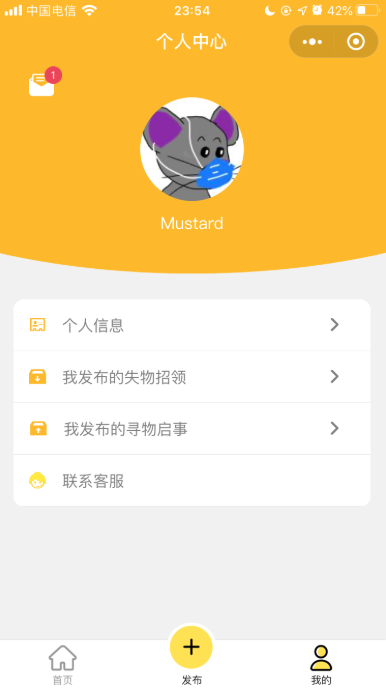 中国电信
23:54
42%
个人中心
1
Mustard
个人信息
我发布的失物招领
我发布的寻物启事
联系客服
首页
发布
我的